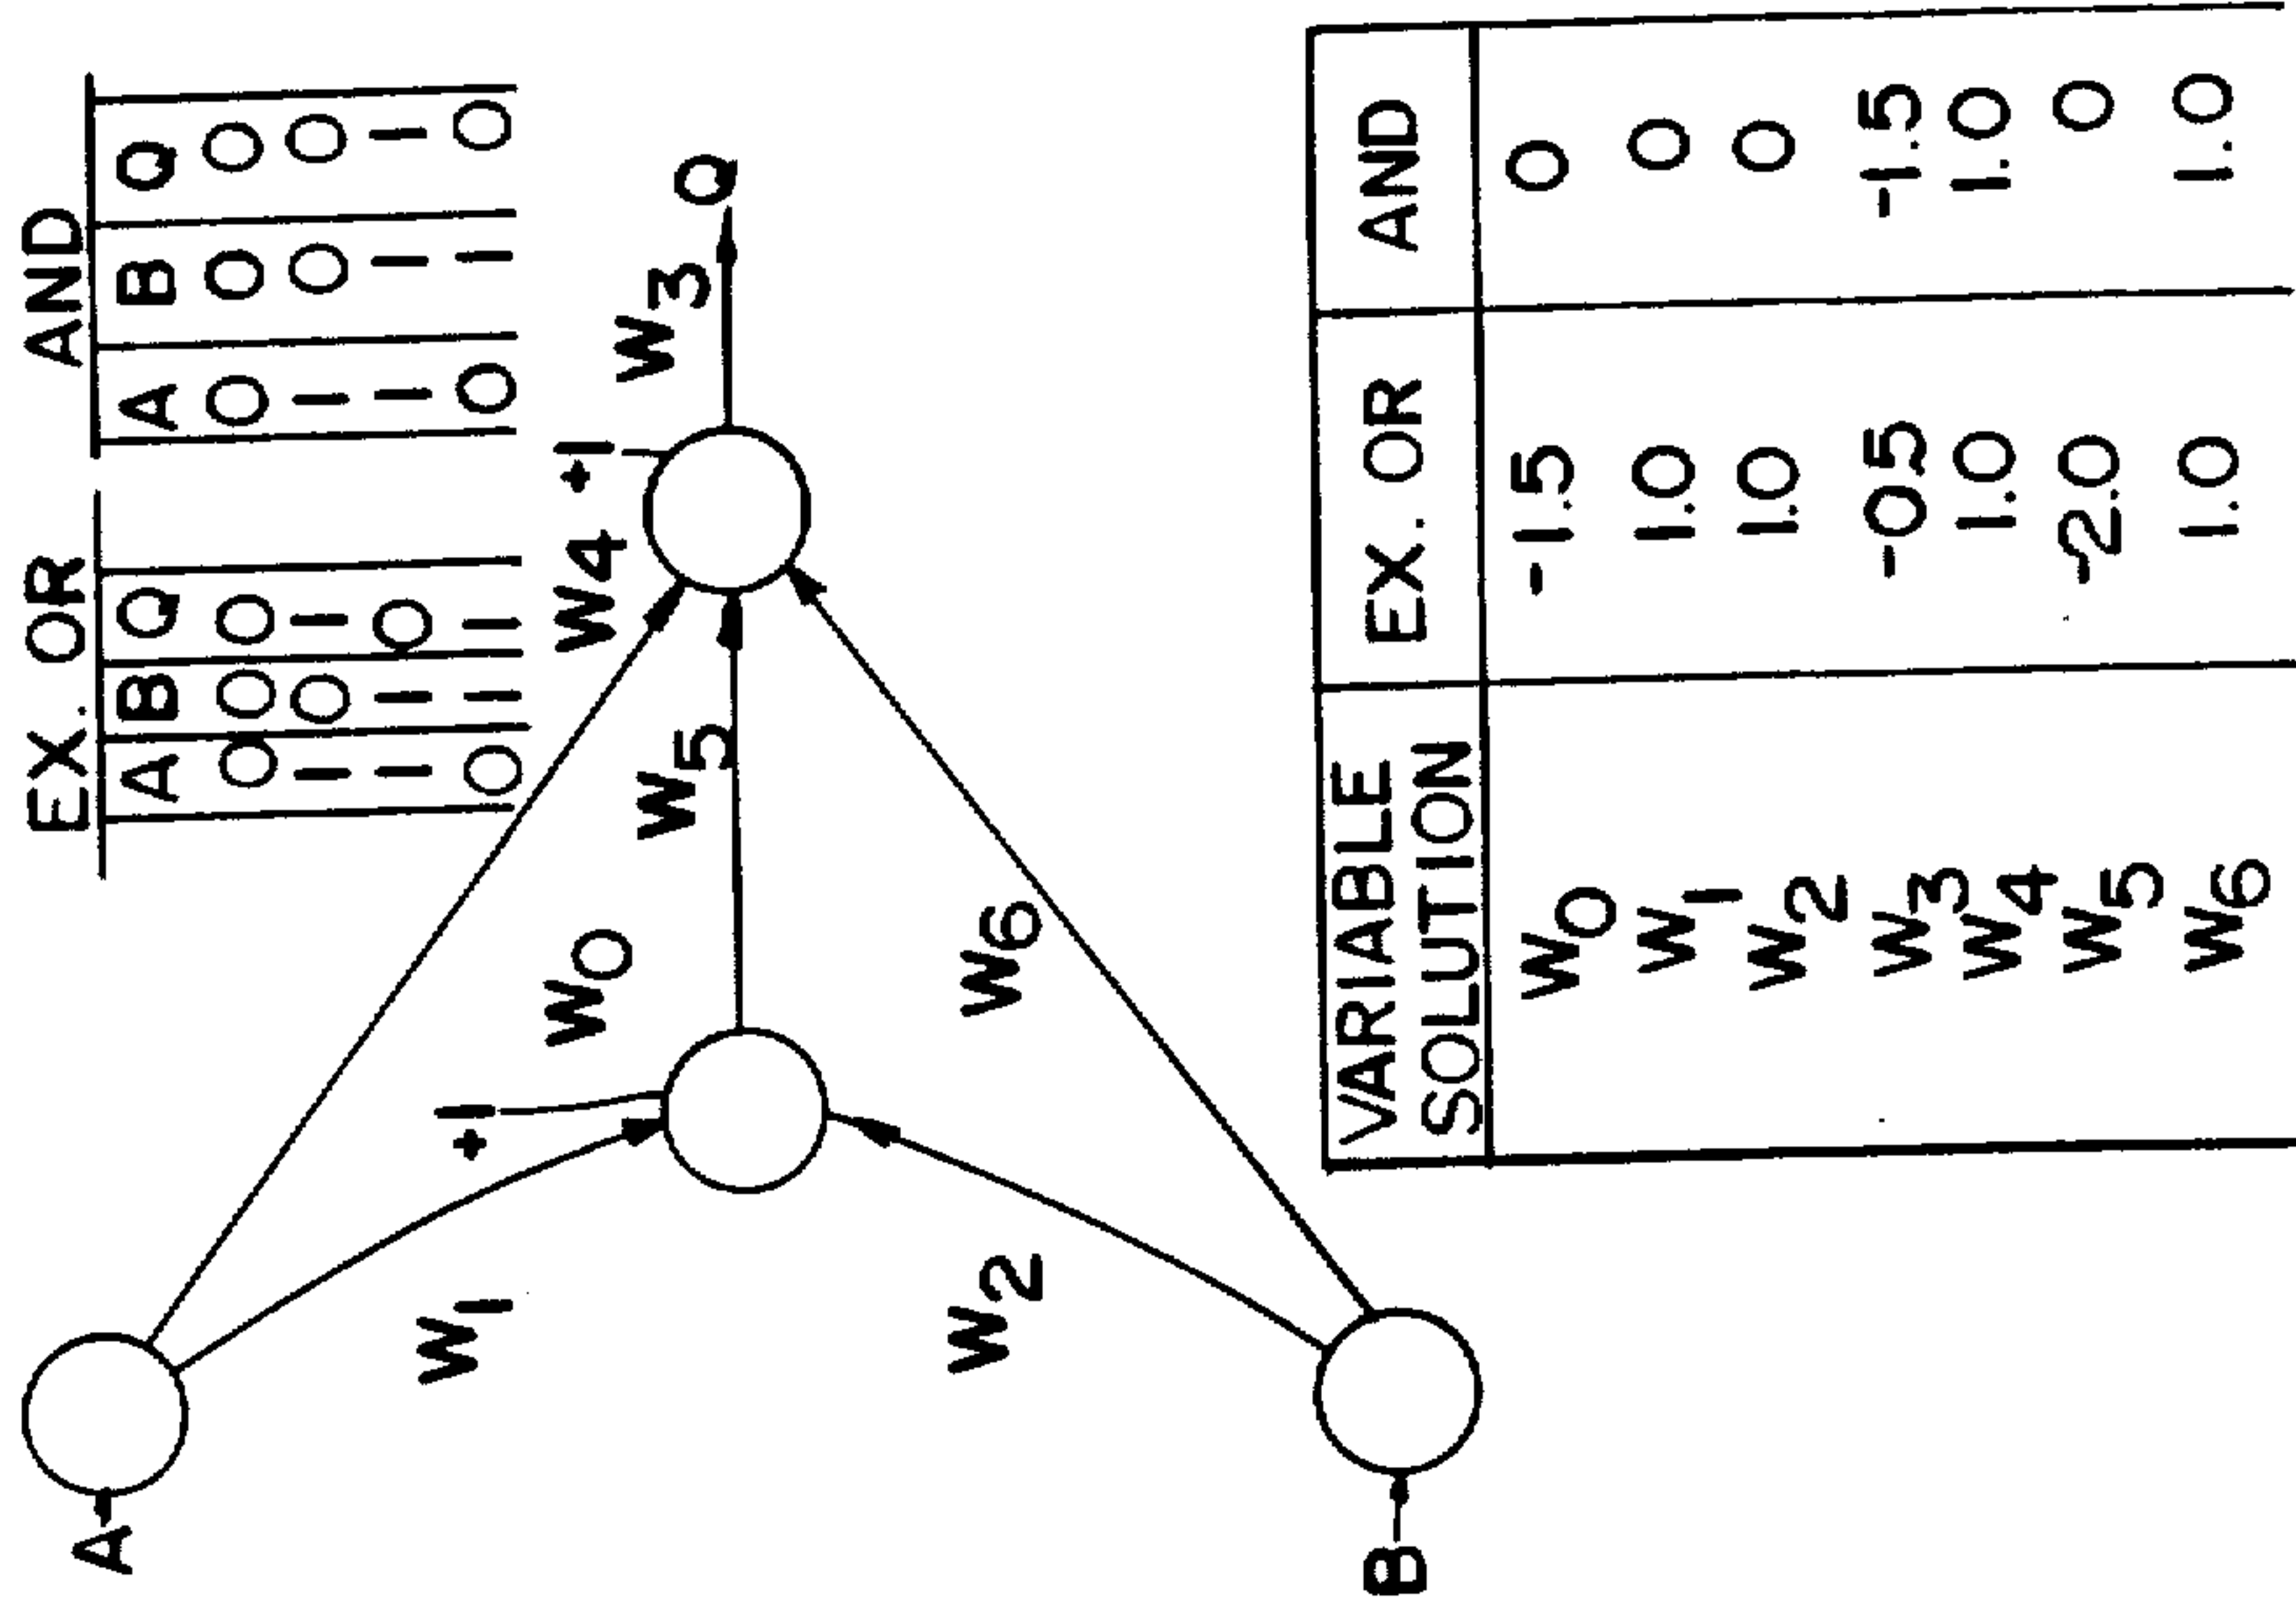 EX. OR AND
A
A B Q A B Q
0 0 0 0 0 0
1 0 1 1 0 0
1 1 0 1 1 1
0 1 1 0 1 0
W1 +1
W0
W4 +1
W5
W3
Q
W2
W6
B
VARIABLE SOLUTION EX. OR AND
W0 -1.5 0
W1 1.0 0
W2 1.0 0
W3 -05 -1.5
W4 1.0 1.0
W5 -2.0 0
W6 1.0 1.0